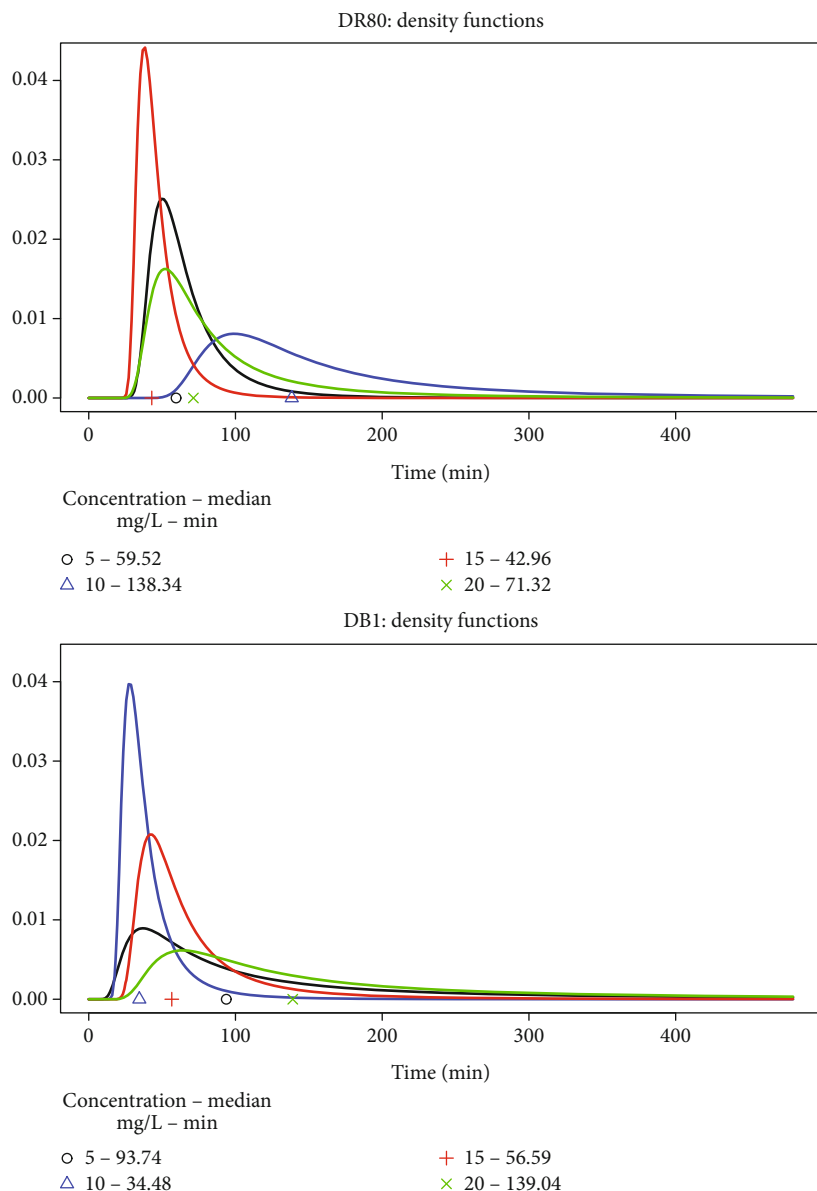 DR80: density functions
0.04
0.03
0.02
0.01
0.00
0 100 200 300 400
Time (min)
Concentration – median
mg/L – min
5 – 59.52
15 – 42.96
10 – 138.34
20 – 71.32
DB1: density functions
0.04
0.03
0.02
0.01
0.00
0 100 200 300 400
Time (min)
Concentration – median
mg/L – min
5 – 93.74
15 – 56.59
10 – 34.48
20 – 139.04